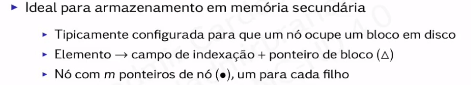 ▸ Ideal para armazenamento em memória secundária
▸ Tipicamente configurada para que um nó ocupe um bloco em disco
▸ Elemento → campo de indexação + ponteiro de bloco (△)
▸ Nó com m ponteiros de nó (•), um para cada filho